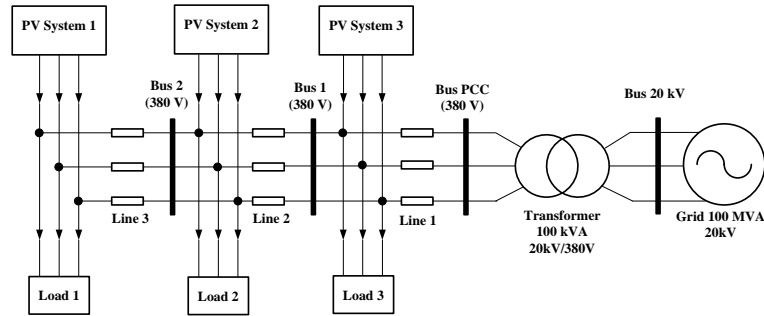 PV System 1
PV System 2
PV System 3
Bus 2
(380 V)
Bus 1
(380 V)
Bus PCC
(380 V)
Bus 20 kV
Line 3
Line 2
Line 1
Transformer
100 kVA
20kV/380V
Grid 100 MVA
20kV
Load 1
Load 2
Load 3